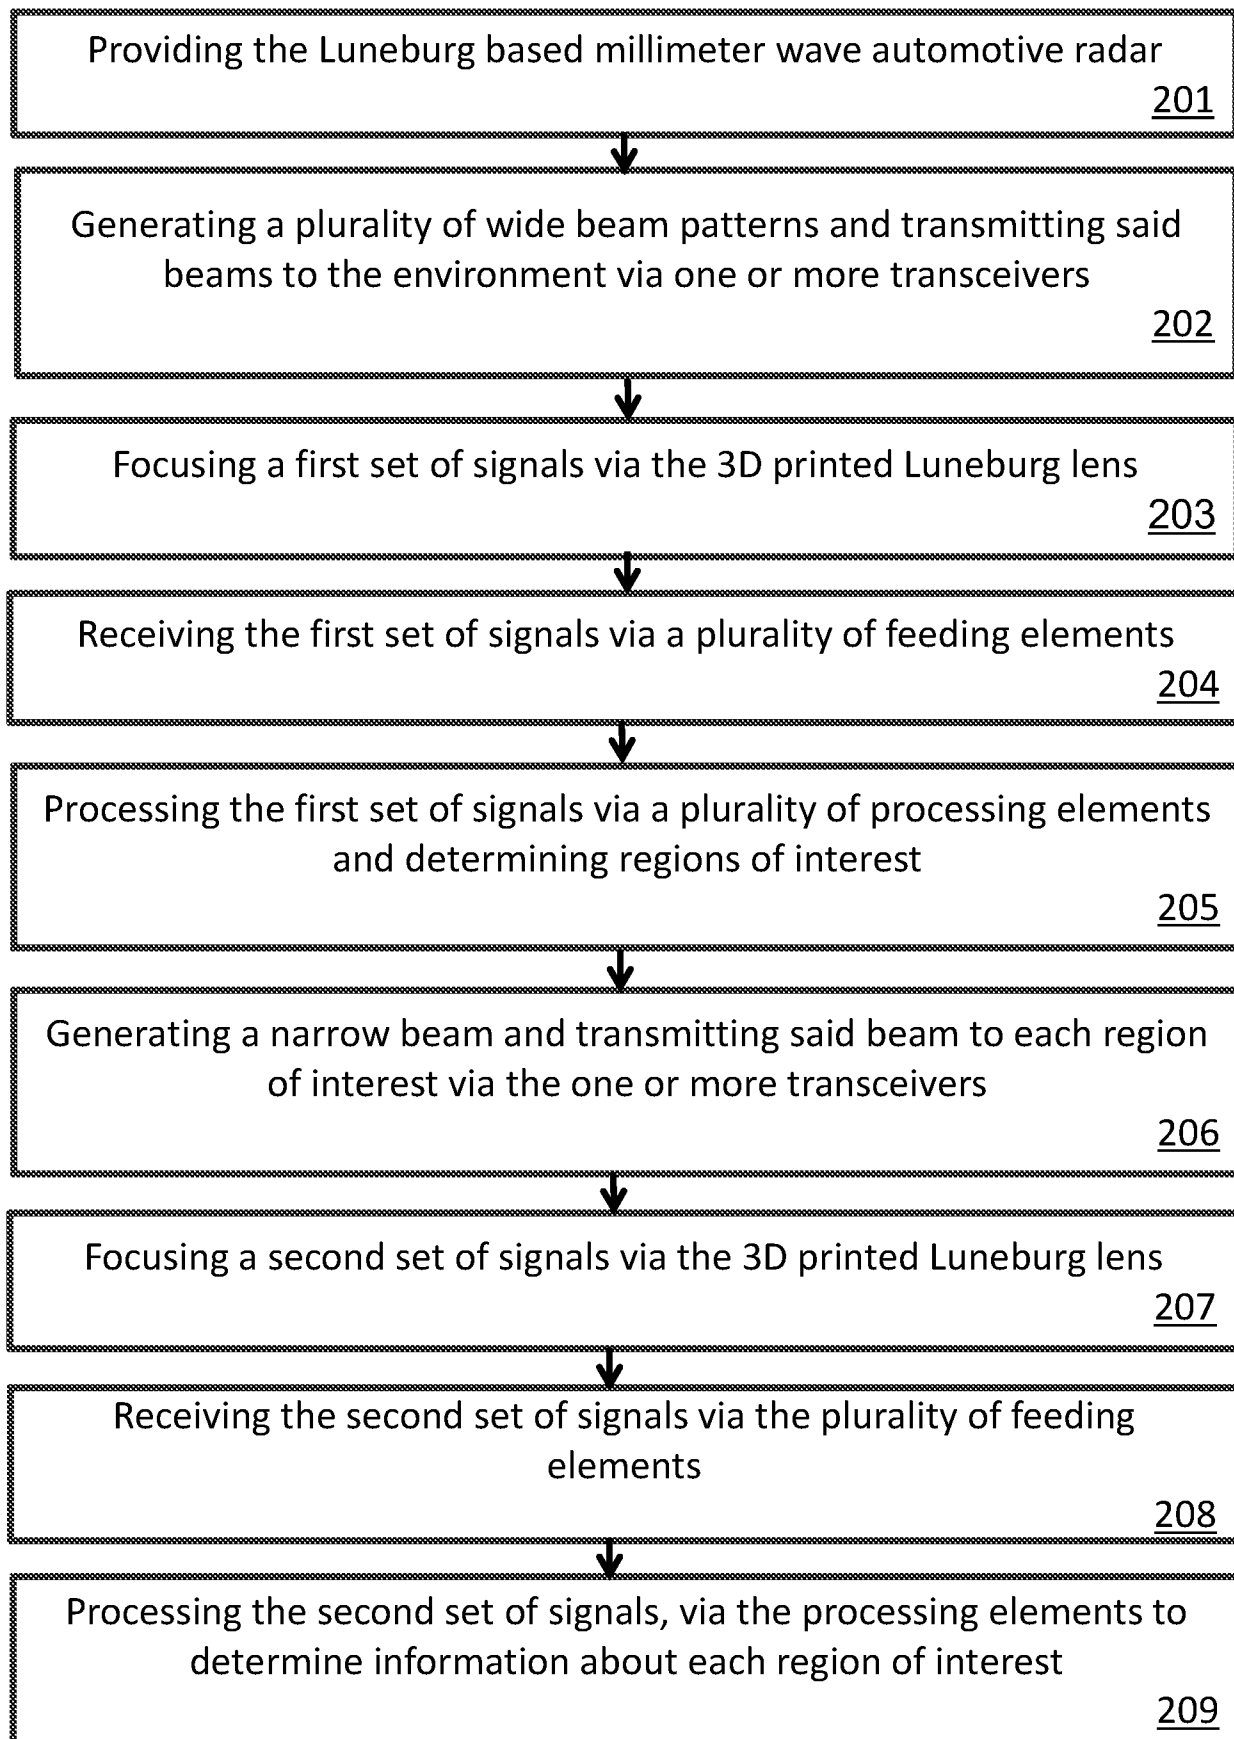 Providing the Luneburg based millimeter wave automotive radar
201
Generating a plurality of wide beam patterns and transmitting said
beams to the environment via one or more transceivers
202
Focusing a first set of signals via the 3D printed Luneburg lens
203
Receiving the first set of signals via a plurality of feeding elements
204
Processing the first set of signals via a plurality of processing elements
and determining regions of interest
205
Generating a narrow beam and transmitting said beam to each region
of interest via the one or more transceivers
206
Focusing a second set of signals via the 3D printed Luneburg lens
207
Receiving the second set of signals via the plurality of feeding
elements
208
Processing the second set of signals, via the processing elements to
determine information about each region of interest
209